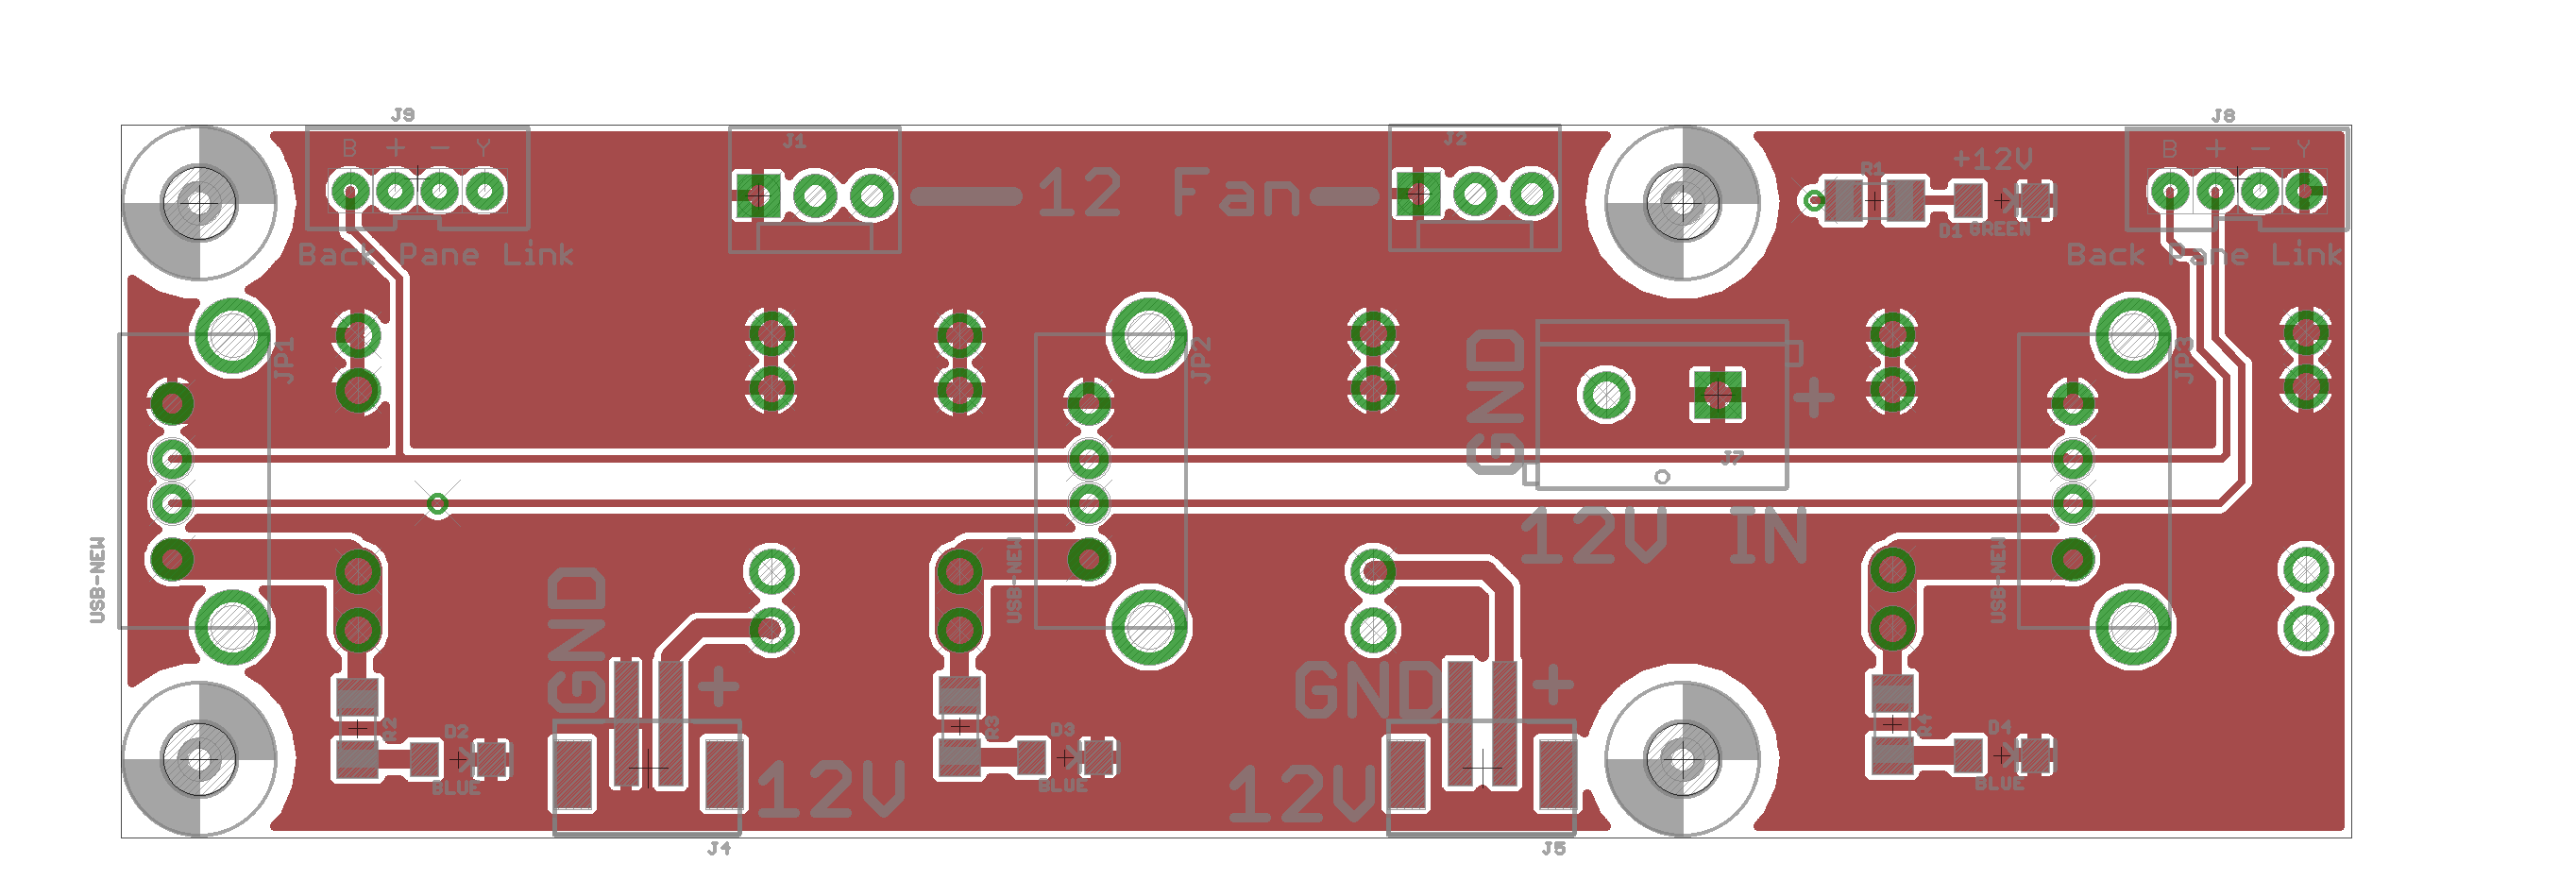 J9
J8
B + − Y
J1
J2
R1
+12V
B + − Y
12 Fan
D1 GREEN
Back Pane Link
Back Pane Link
JP1
JP2
GND
JP3
+
J7
12V IN
USB-NEW
USB-NEW
USB-NEW
GND
+
GND
+
R2
D2
R3
D3
R4
D4
BLUE
12V
BLUE
12V
BLUE
J4
J5